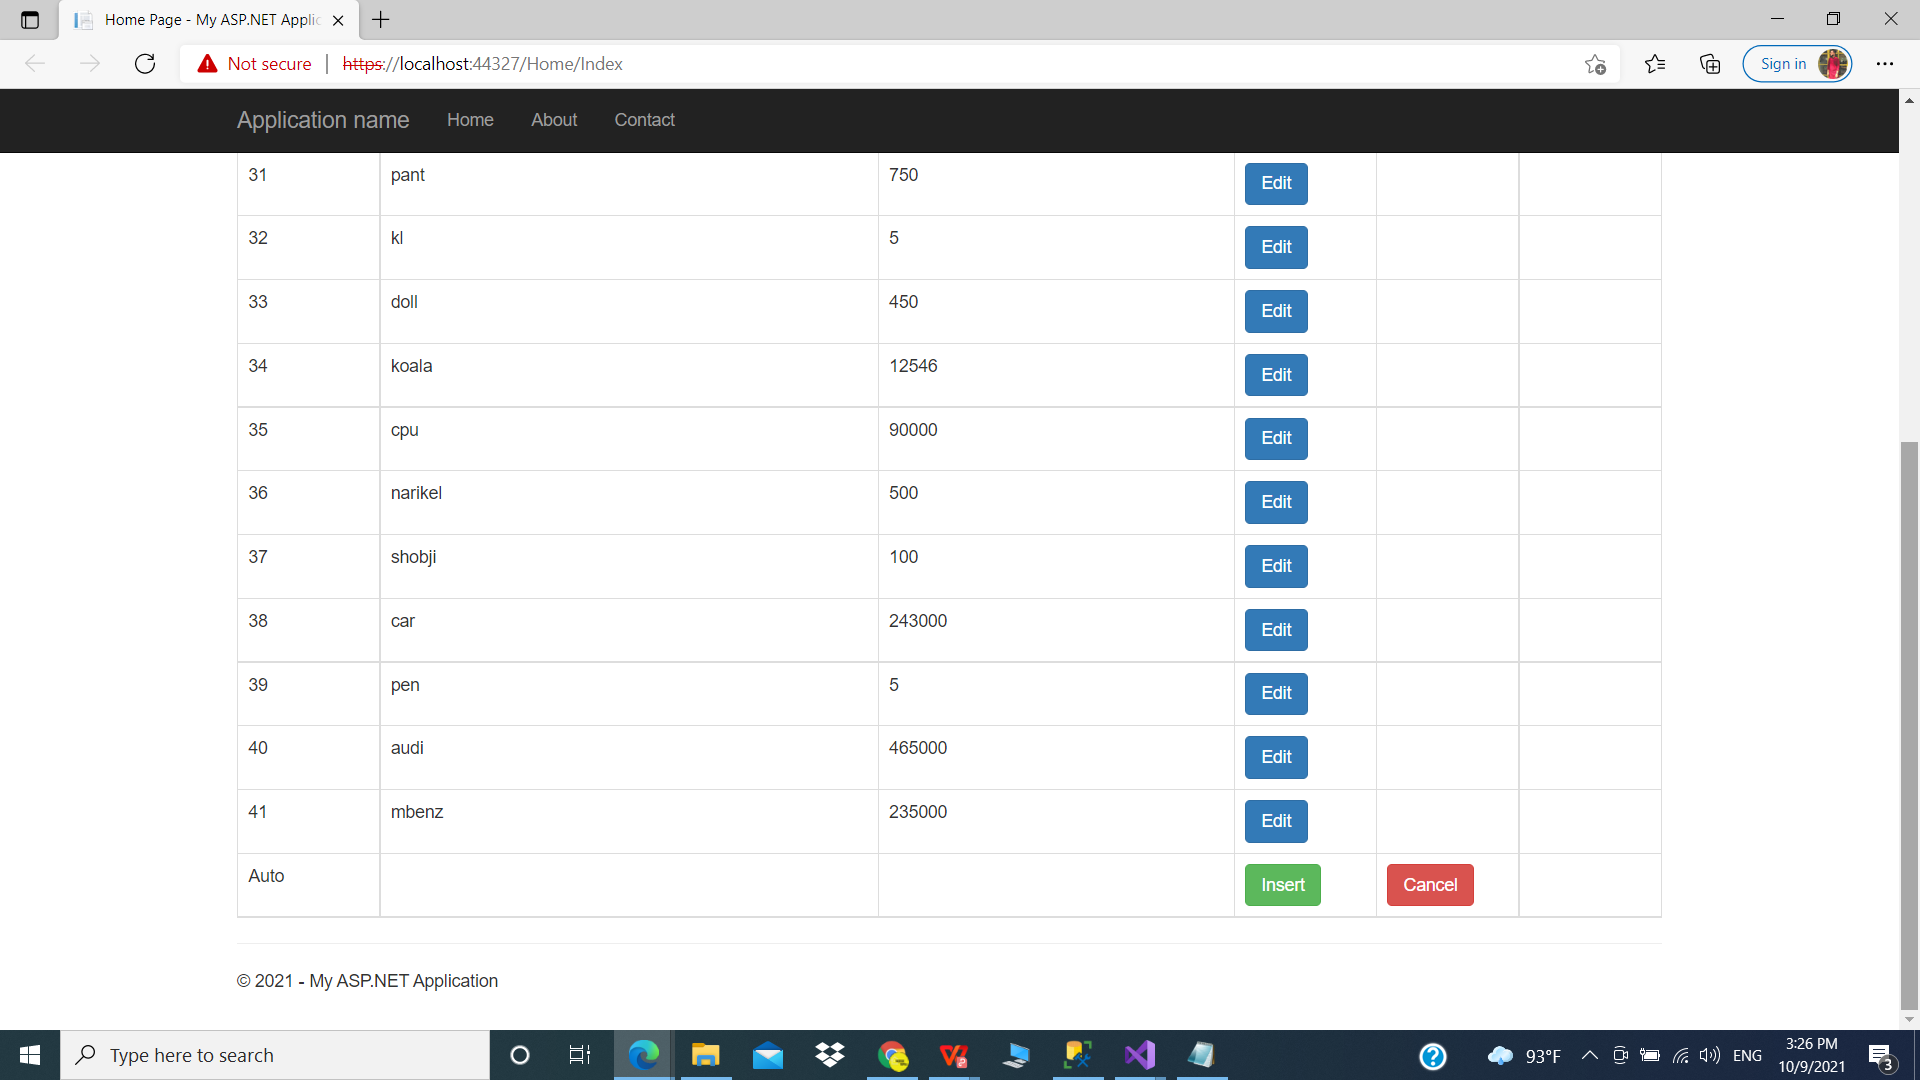 Home Page - My ASP.NET Applic
Not secure | https://localhost:44327/Home/Index
Sign in
Application name Home About Contact
31 pant 750 Edit
32 kl 5 Edit
33 doll 450 Edit
34 koala 12546 Edit
35 cpu 90000 Edit
36 narikel 500 Edit
37 shobji 100 Edit
38 car 243000 Edit
39 pen 5 Edit
40 audi 465000 Edit
41 mbenz 235000 Edit
Auto Insert Cancel
© 2021 - My ASP.NET Application
Type here to search
93°F
ENG
3:26 PM
10/9/2021
3